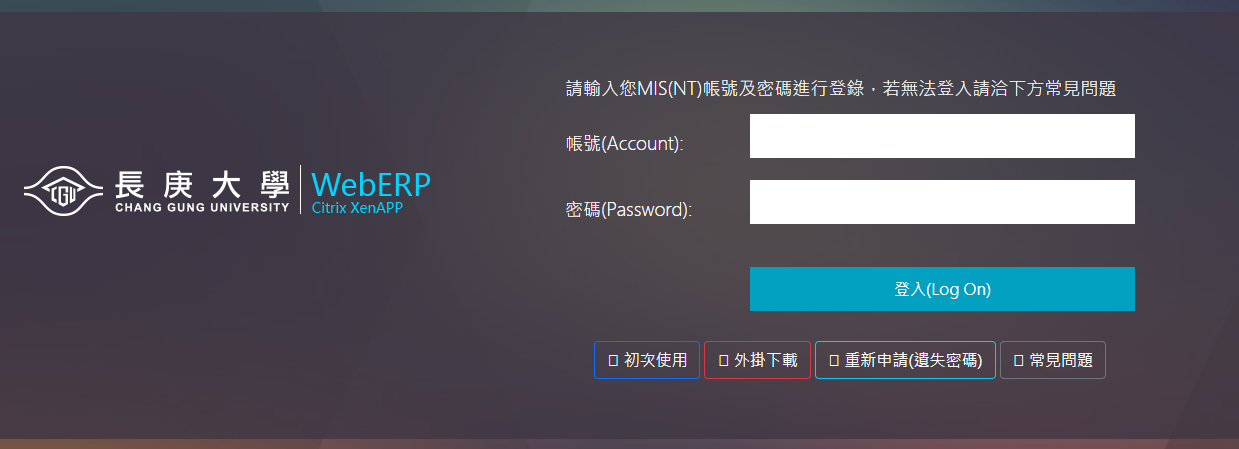 請輸入您MIS(NT)帳號及密碼進行登錄，若無法登入請洽下方常見問題
帳號(Account):
CGU
長庚大學
CHANG GUNG UNIVERSITY
WebERP
Citrix XenAPP
密碼(Password):
登入(Log On)
初次使用
外掛下載
重新申請(遺失密碼)
常見問題